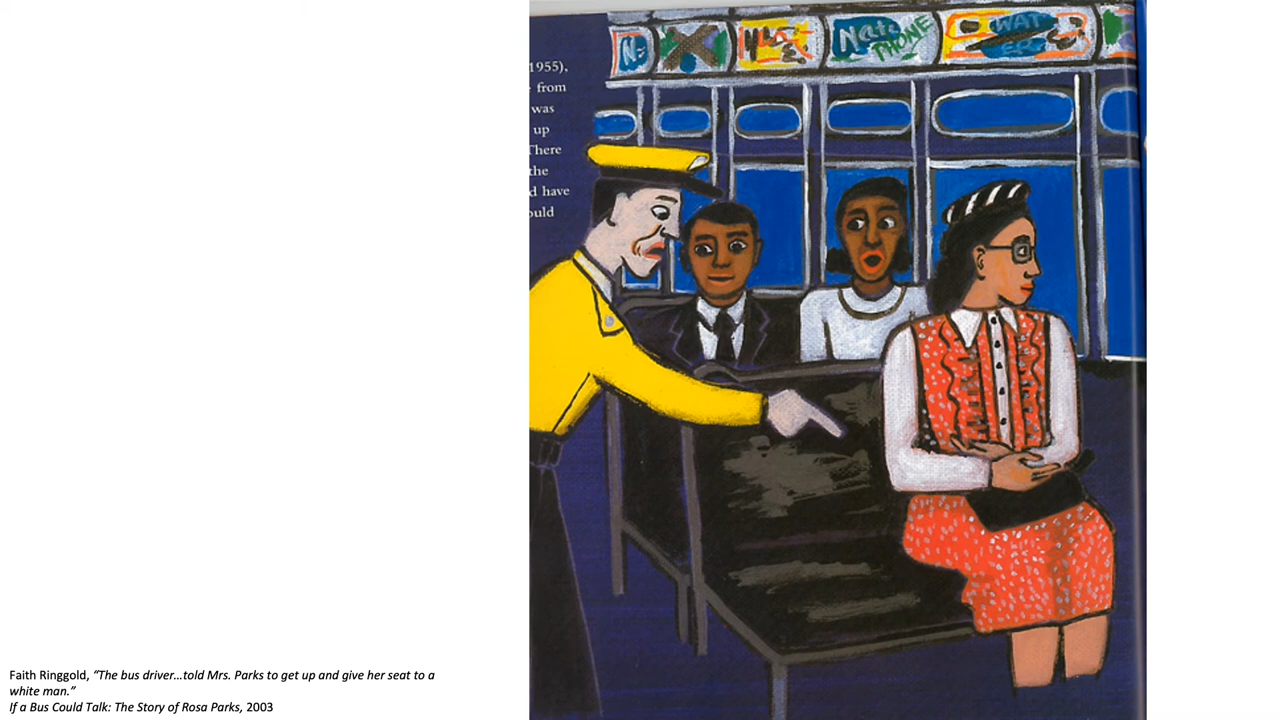 N
1955),
from
was
up
There
the
d have
ould
Nate
PHONE
WAT
ER
Faith Ringgold, “The bus driver…told Mrs. Parks to get up and give her seat to a
white man.”
If a Bus Could Talk: The Story of Rosa Parks, 2003